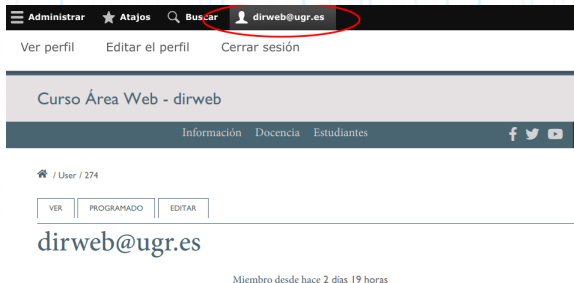 Administrar Atajos Buscar dirweb@ugr.es
Ver perfil Editar el perfil Cerrar sesión
Curso Área Web - dirweb
Información Docencia Estudiantes
/ User / 274
VER PROGRAMADO EDITAR
dirweb@ugr.es
Miembro desde hace 2 días 19 horas